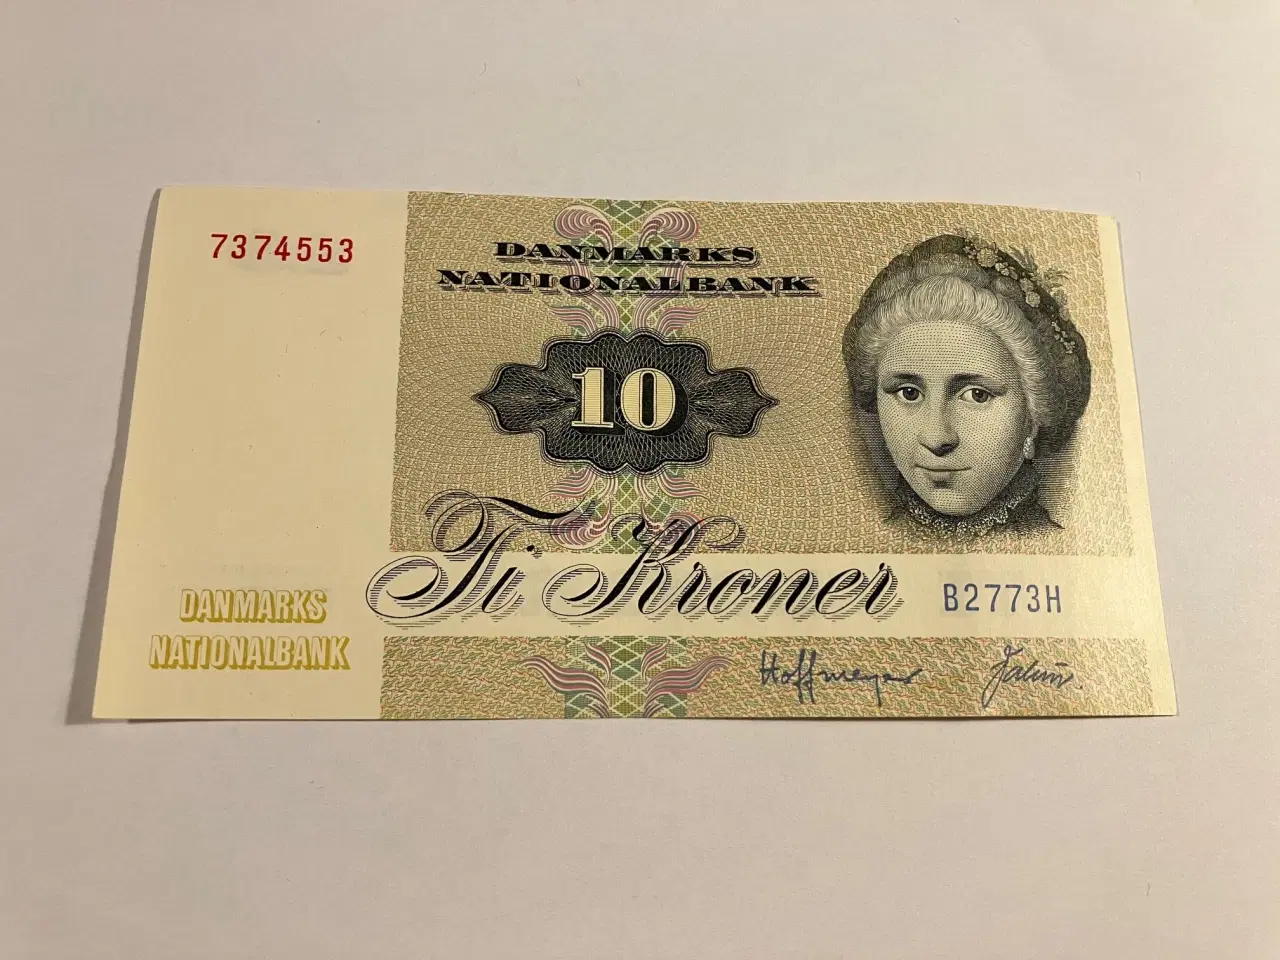 7374553
DANMARKS
NATIONALBANK
10
Ti Kroner
B2773H
DANMARKS
NATIONALBANK
Hoffmeyer